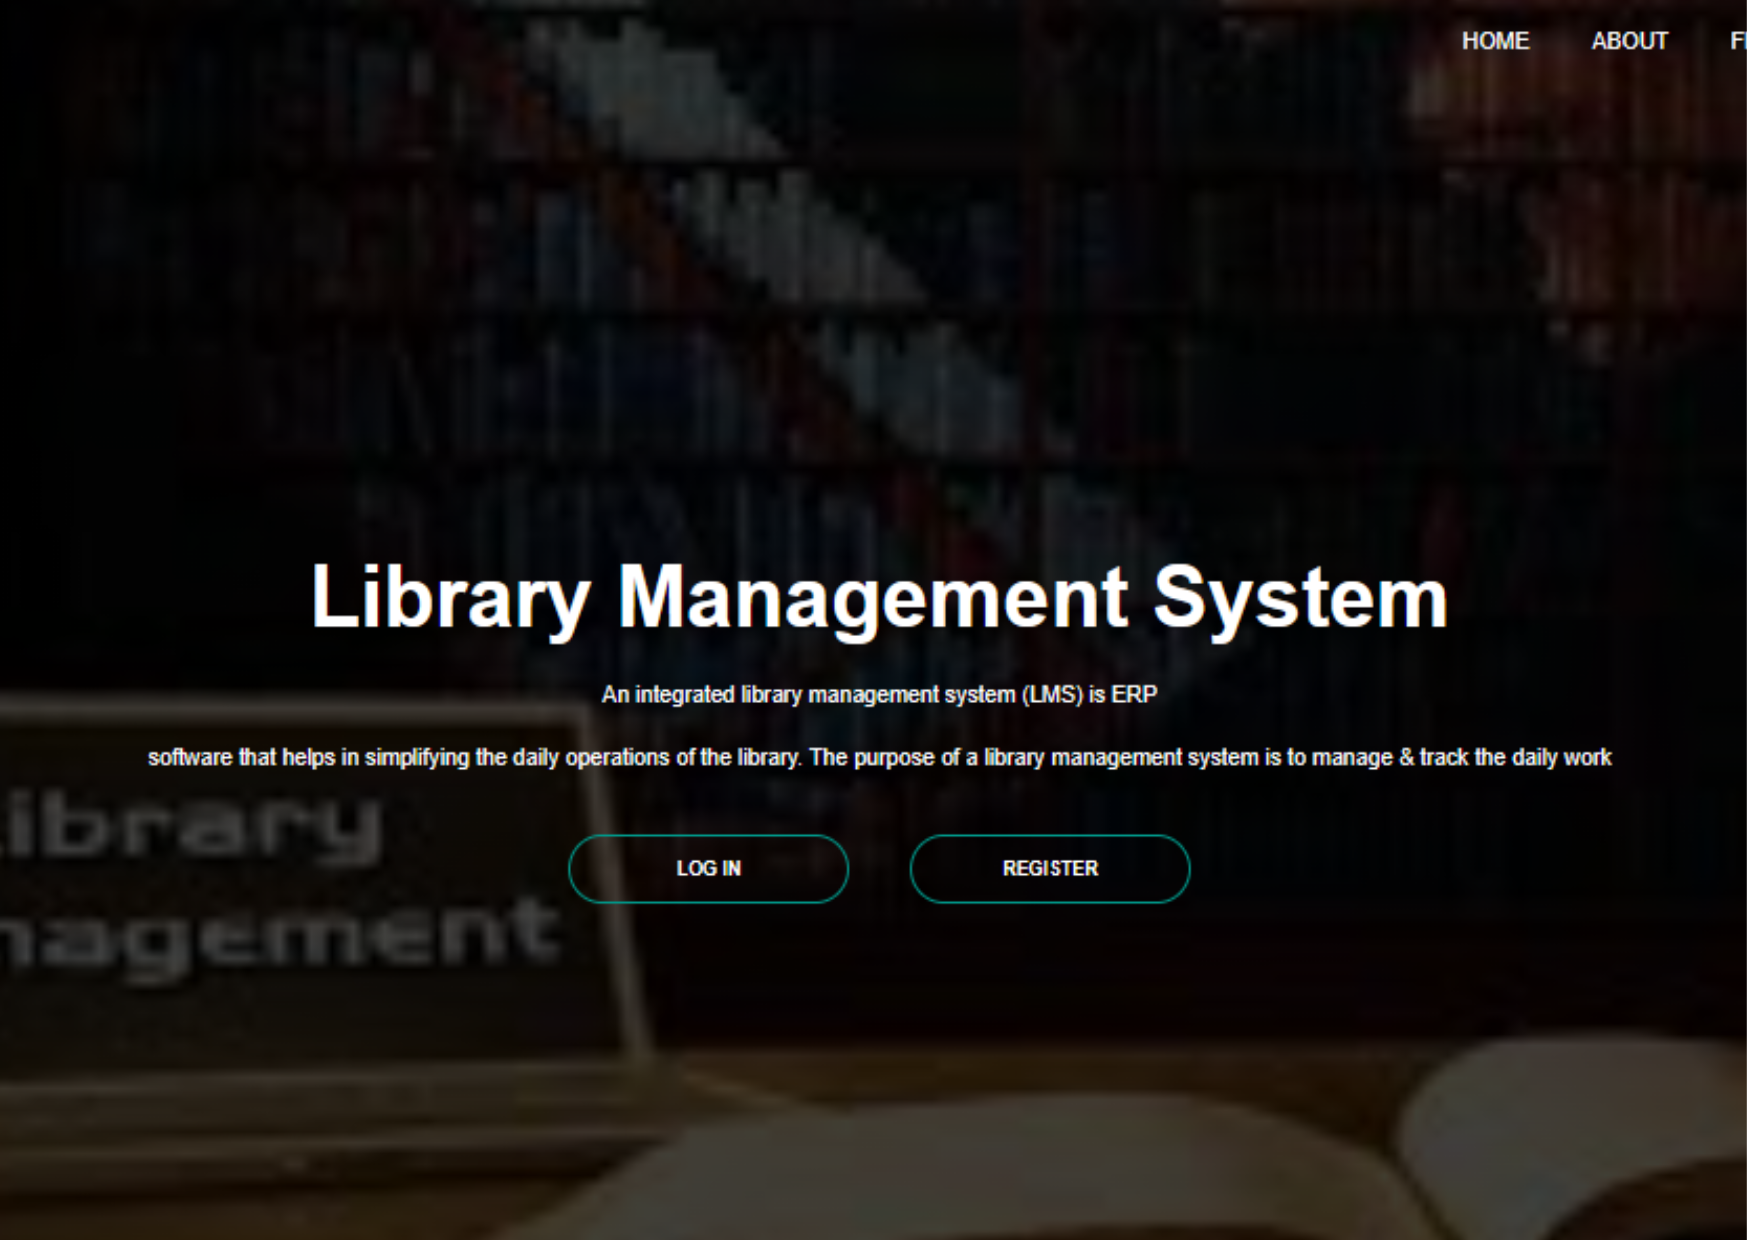 HOME ABOUT
Library Management System
An integrated library management system (LMS) is ERP
software that helps in simplifying the daily operations of the library. The purpose of a library management system is to manage & track the daily work
ibrary
nagement
LOG IN REGISTER